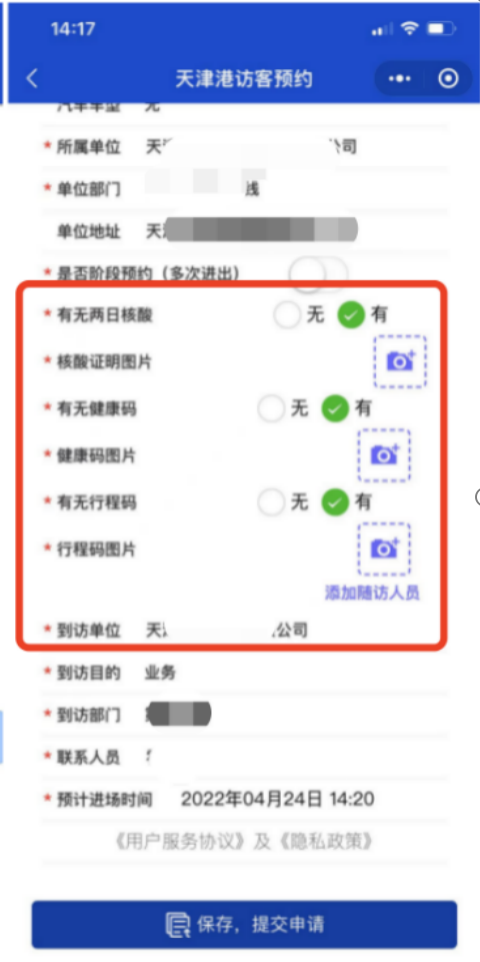 14:17
天津港访客预约
汽车车型 无
* 所属单位 天 公司
* 单位部门 线
单位地址 天
* 是否阶段预约（多次进出）
* 有无两日核酸 无 有
* 核酸证明图片
* 有无健康码 无 有
* 健康码图片
* 有无行程码 无 有
* 行程码图片
添加随访人员
* 到访单位 天 公司
* 到访目的 业务
* 到访部门
* 联系人员
* 预计进场时间 2022年04月24日 14:20
《用户服务协议》及《隐私政策》
保存，提交申请